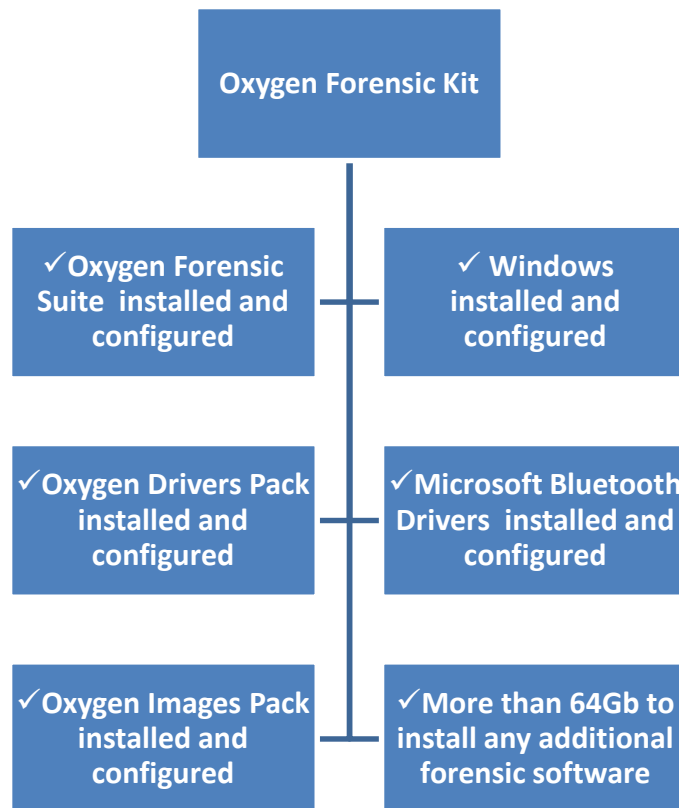 Oxygen Forensic Kit
✓Oxygen Forensic
Suite installed and
configured
✓ Windows
installed and
configured
✓Oxygen Drivers Pack
installed and
configured
✓Microsoft Bluetooth
Drivers installed and
configured
✓Oxygen Images Pack
installed and
configured
✓More than 64Gb to
install any additional
forensic software